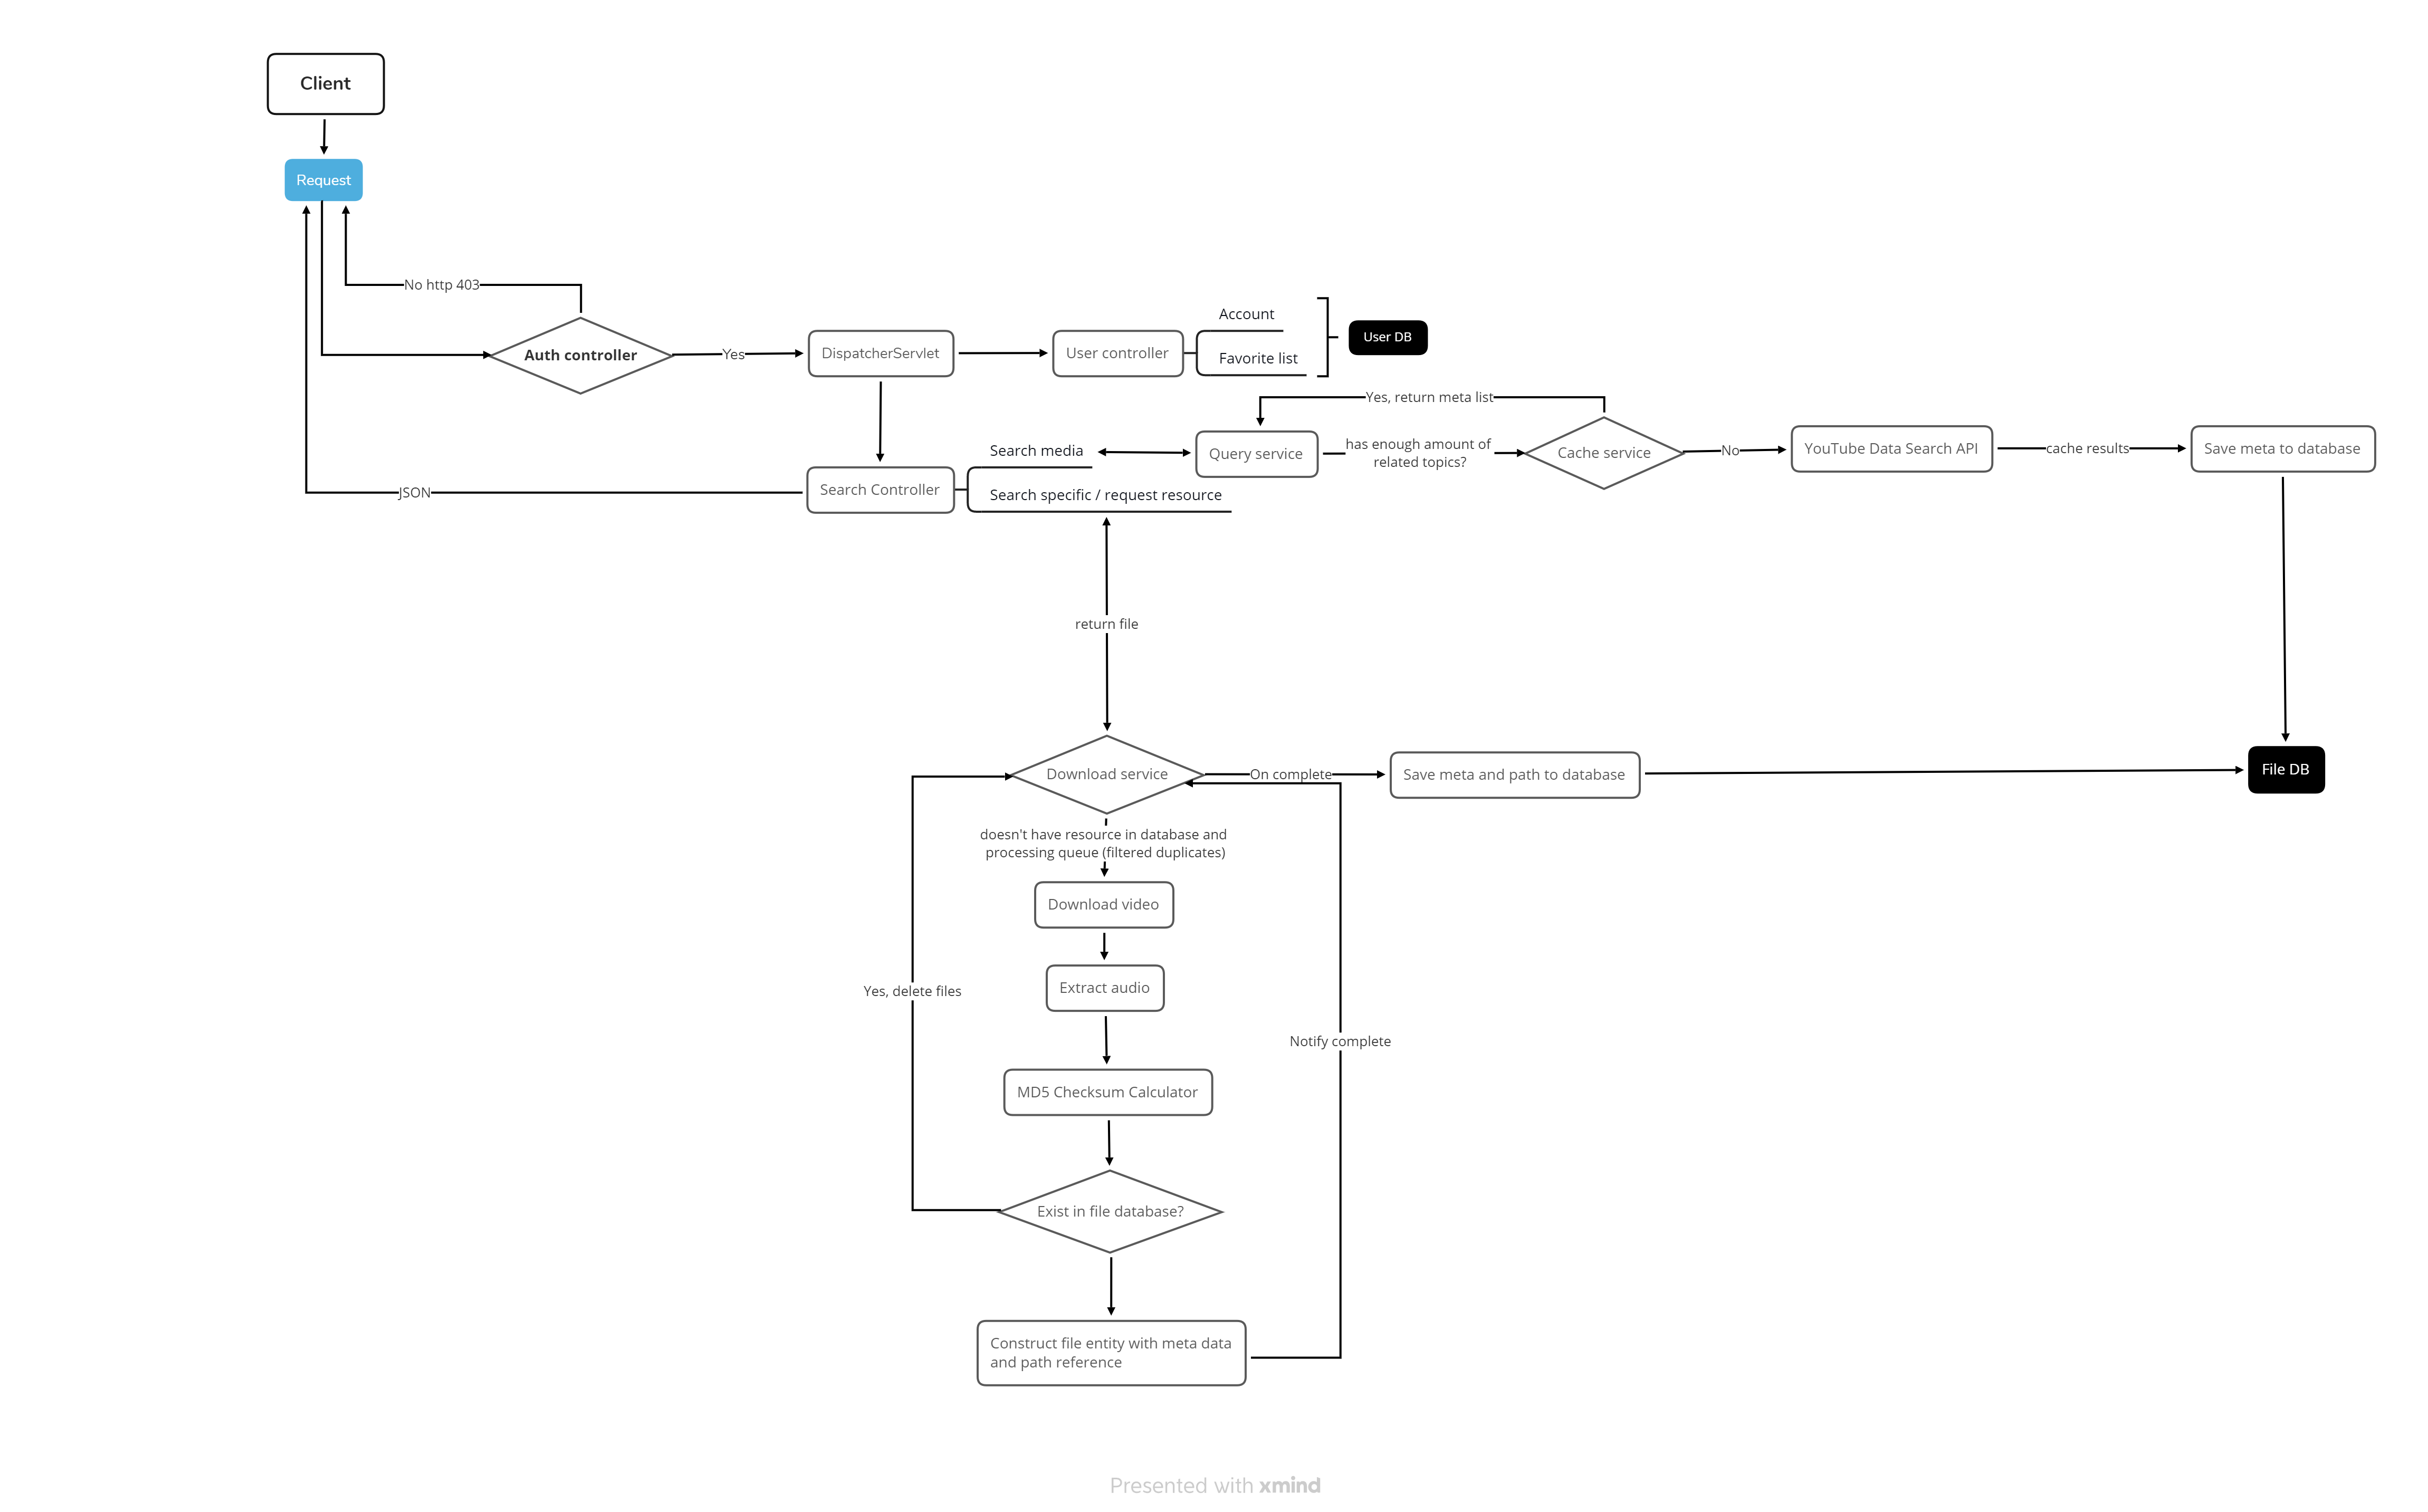 Client
Request
No http 403
Auth controller
Yes
DispatcherServlet
User controller
Account
Favorite list
User DB
Yes, return meta list
Search media
Query service
has enough amount of
related topics?
Cache service
No
YouTube Data Search API
cache results
Save meta to database
JSON
Search Controller
Search specific / request resource
return file
Download service
On complete
Save meta and path to database
File DB
doesn't have resource in database and
processing queue (filtered duplicates)
Download video
Extract audio
Yes, delete files
Notify complete
MD5 Checksum Calculator
Exist in file database?
Construct file entity with meta data
and path reference
Presented with xmind